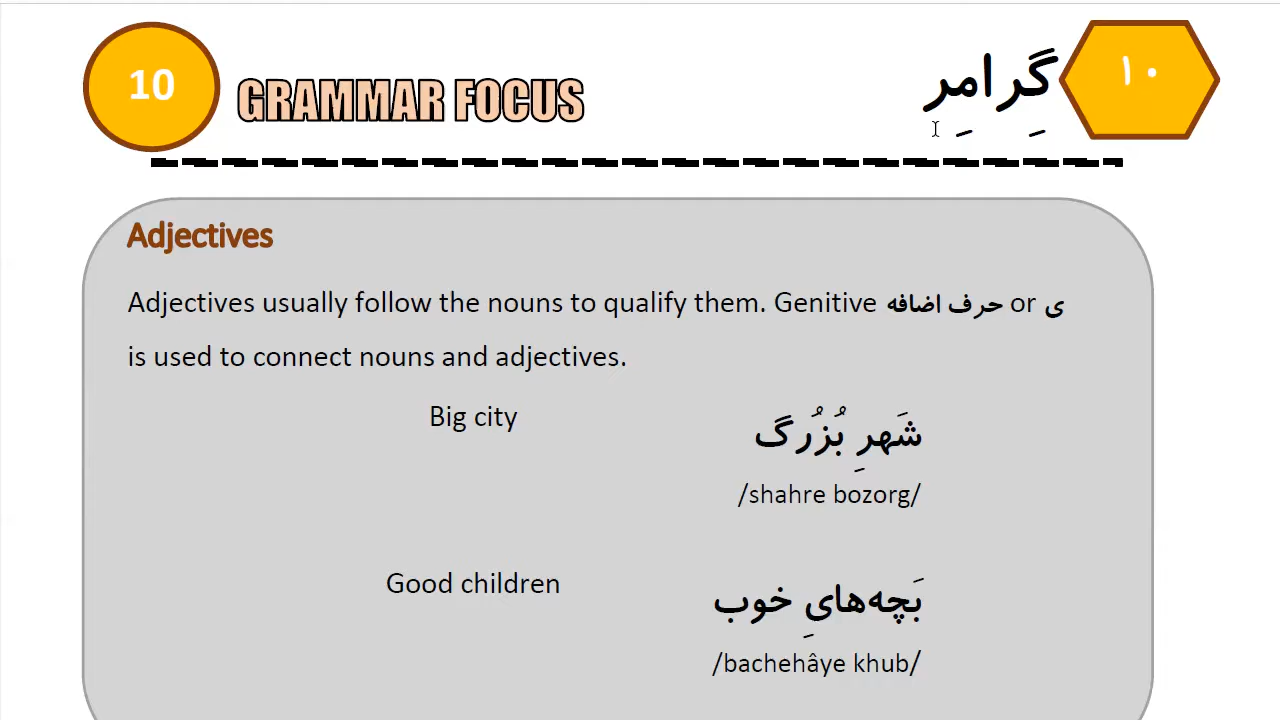 10
GRAMMAR FOCUS
گِرامِر
۱۰
Adjectives
Adjectives usually follow the nouns to qualify them. Genitive حرف اضافه or ی
is used to connect nouns and adjectives.
Big city
شَهرِ بُزُرگ
/shahre bozorg/
Good children
بَچه‌هایِ خوب
/bachehâye khub/